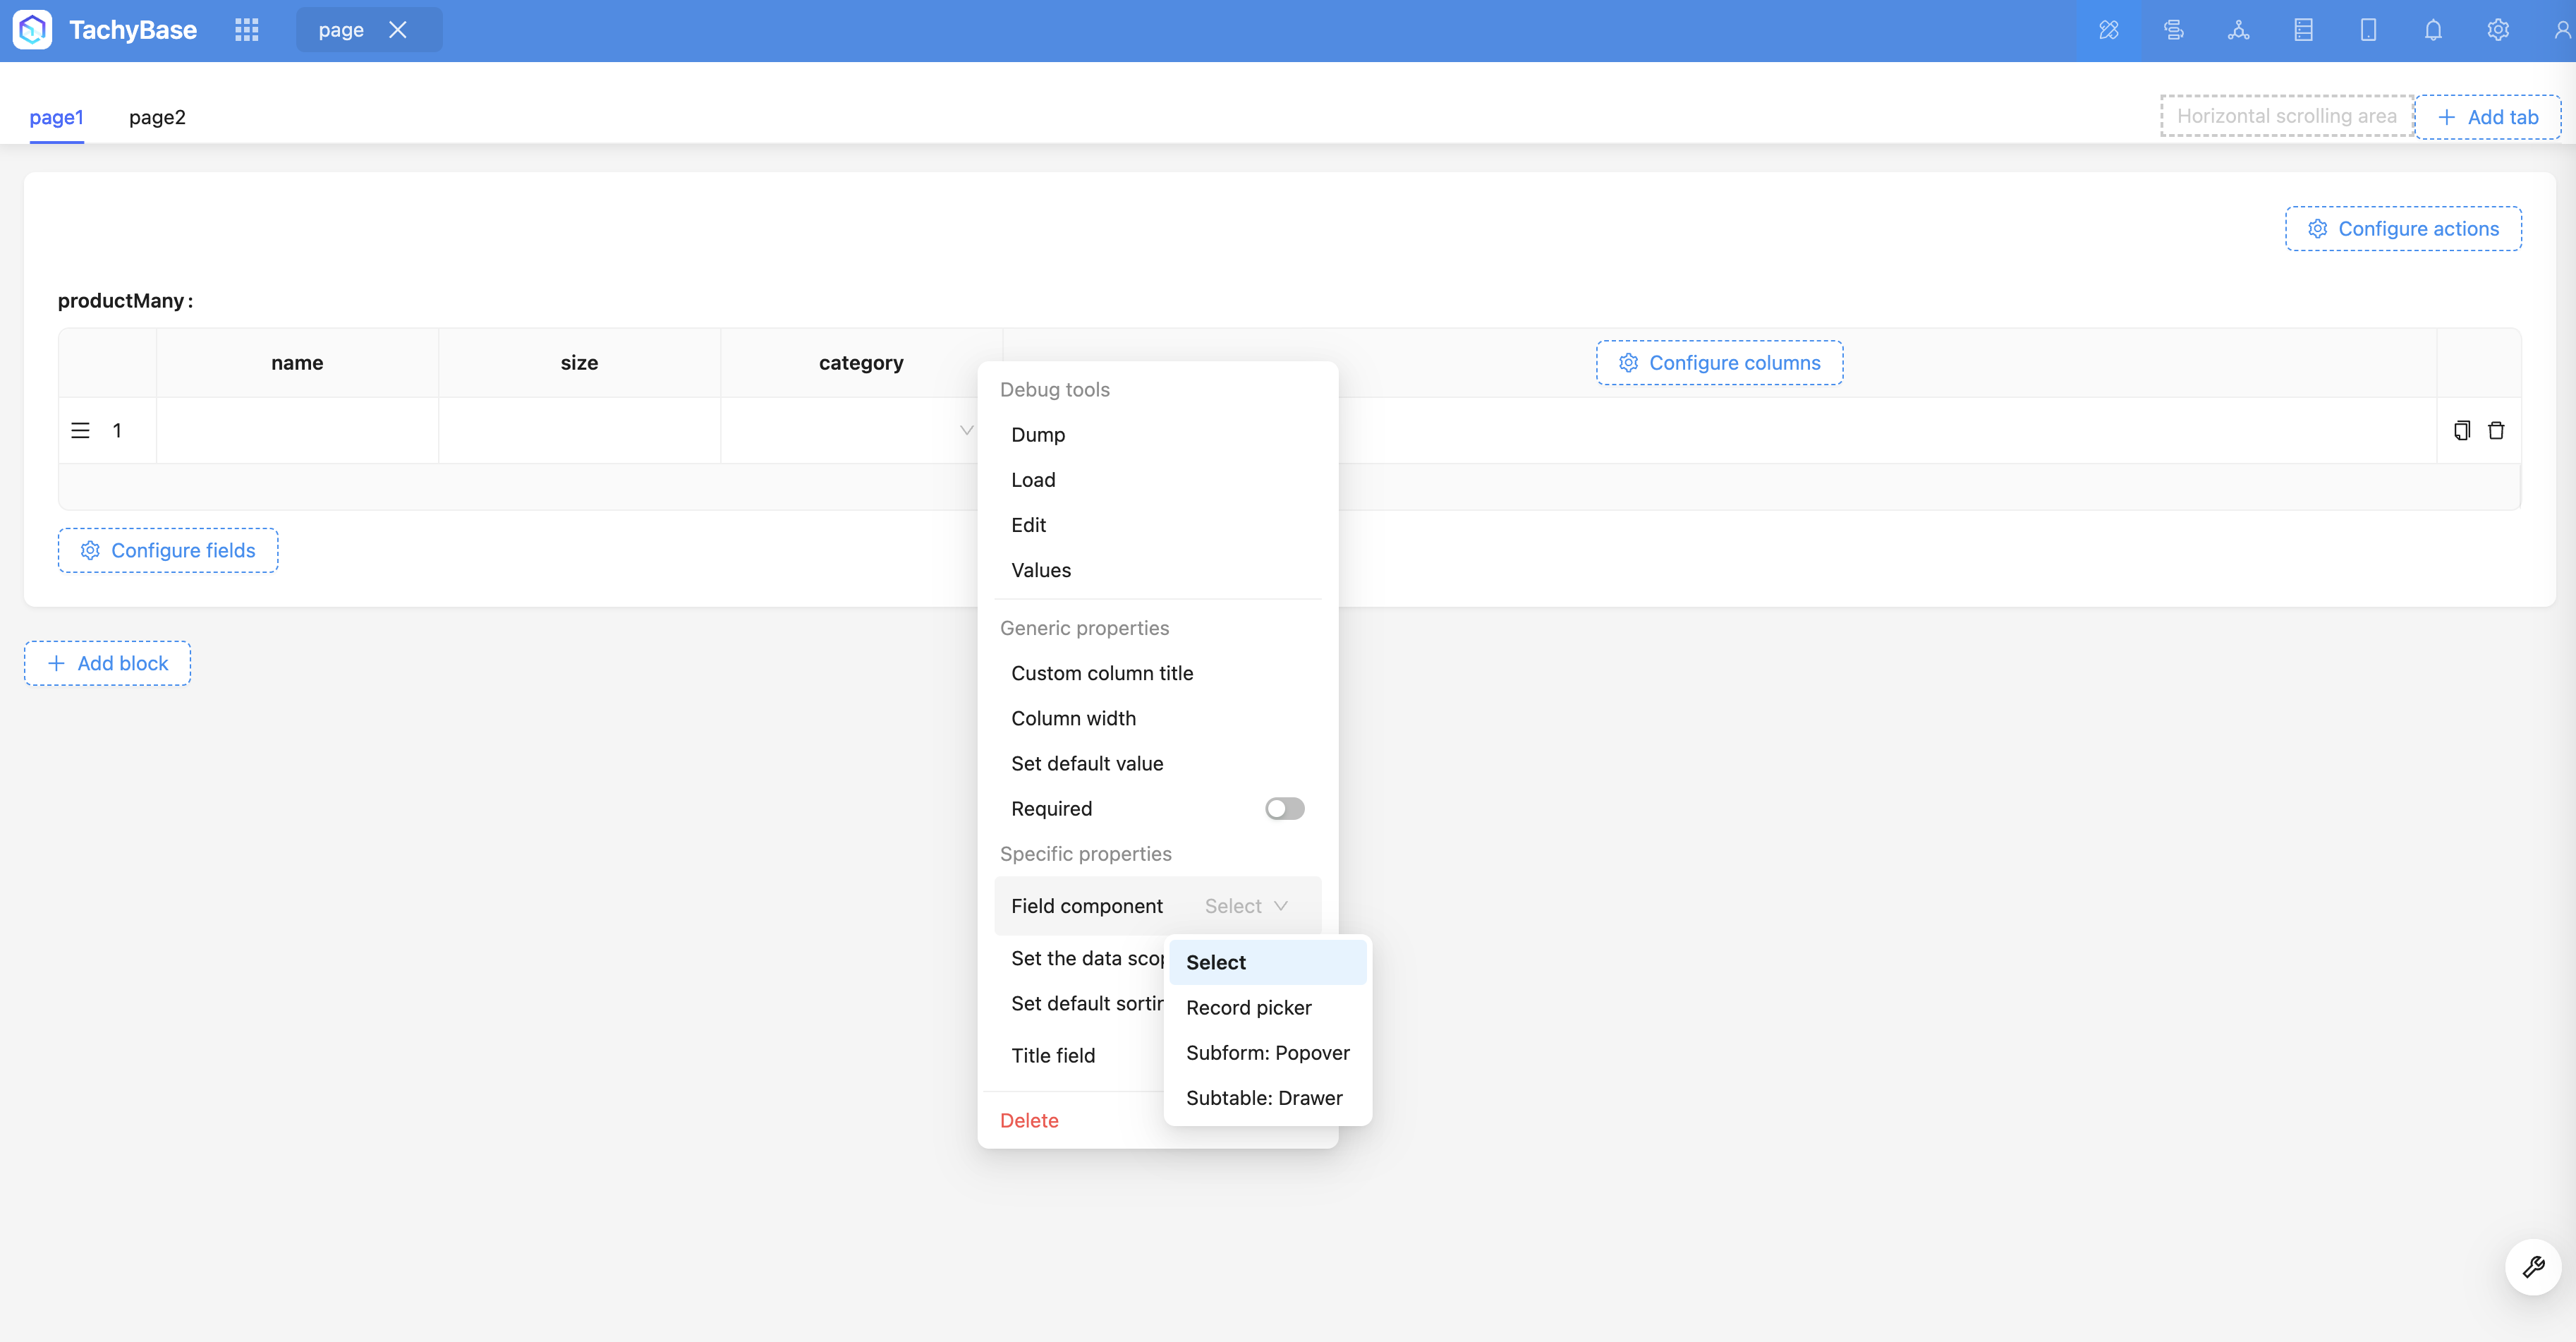 TachyBase
page
page1
page2
Horizontal scrolling area
Add tab
Configure actions
productMany :
name
size
category
Configure columns
1
Configure fields
Add block
Debug tools
Dump
Load
Edit
Values
Generic properties
Custom column title
Column width
Set default value
Required
Specific properties
Field component
Select
Set the data scop
Set default sortin
Title field
Delete
Select
Record picker
Subform: Popover
Subtable: Drawer